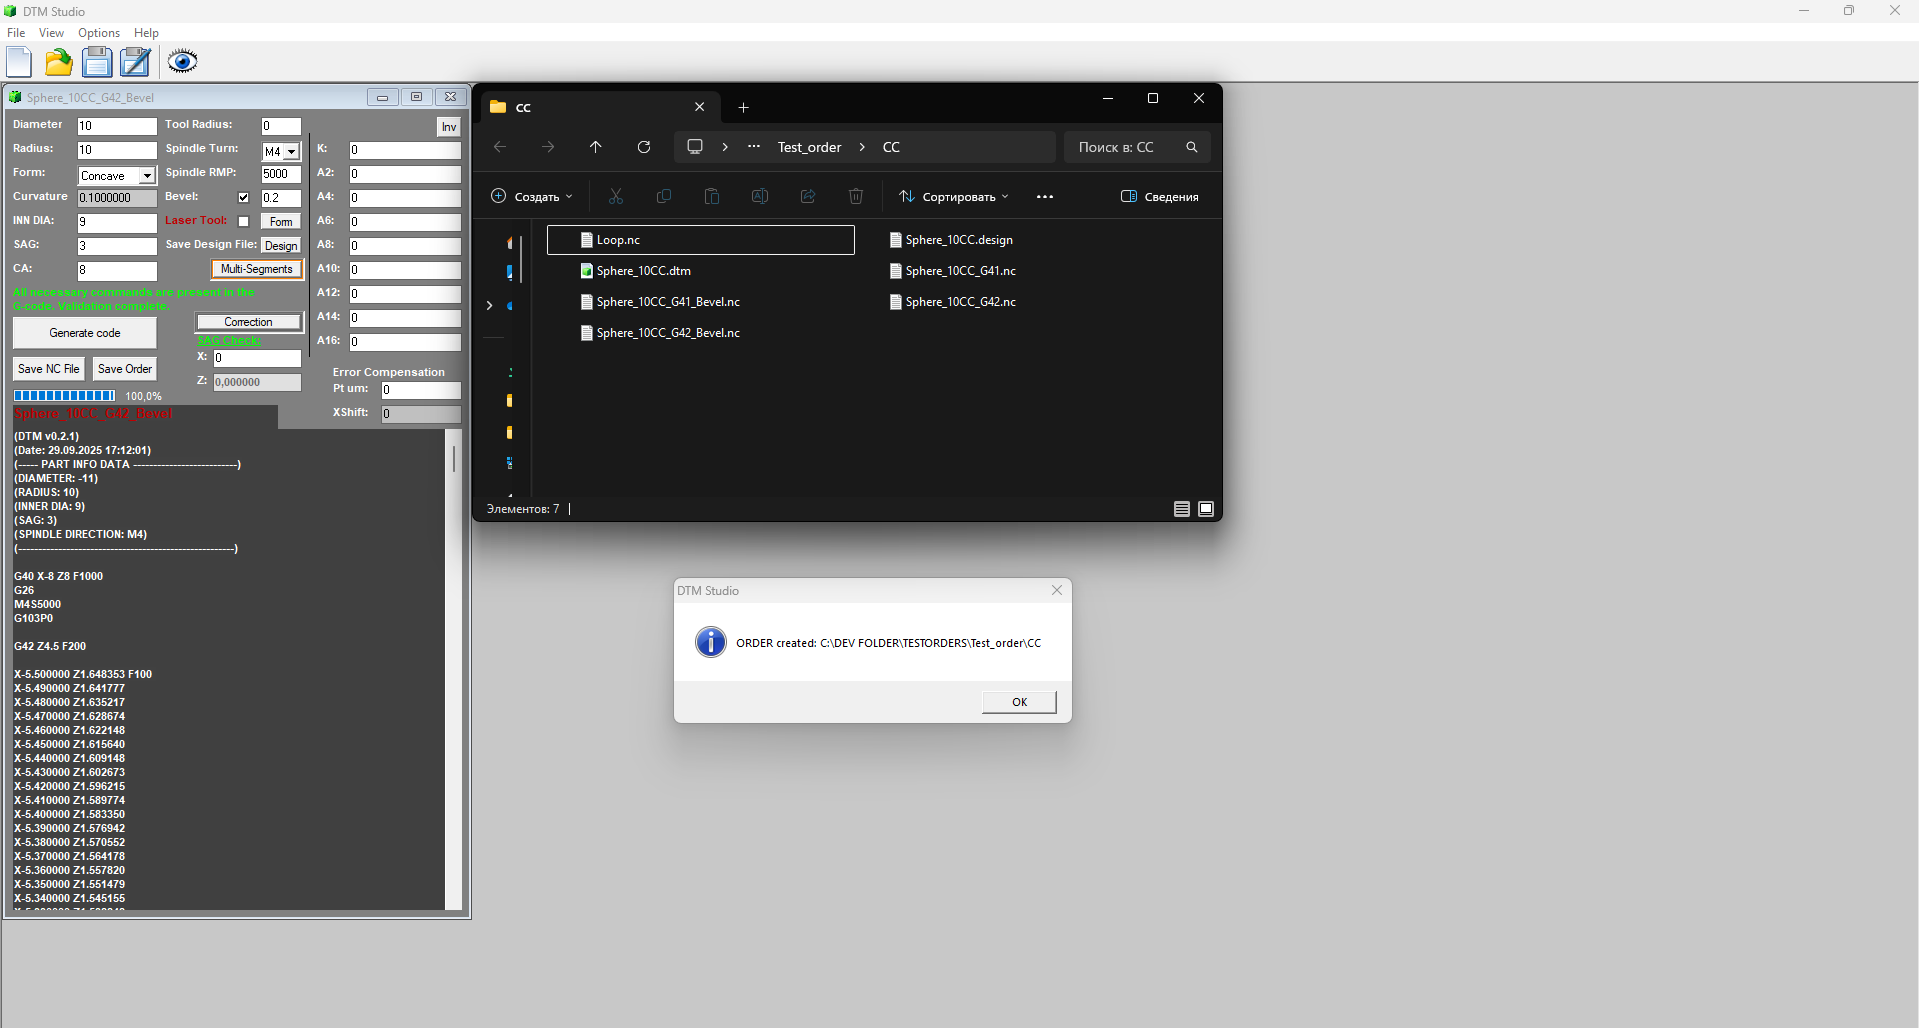 DTM Studio
File View Options Help
Sphere_10CC_G42_Bevel
Diameter 10 Tool Radius: 0 Inv
Radius: 10 Spindle Turn: M4 K: 0
Form: Concave Spindle RMP: 5000 A2: 0
Curvature 0.1000000 Bevel: 0.2 A4: 0
INN DIA: 9 Laser Tool: Form A6: 0
SAG: 3 Save Design File: Design A8: 0
CA: 8 Multi-Segments A10: 0
All necessary commands are present in the
G-code. Validation complete.
A12: 0
Generate code Correction A14: 0
SAG Check: A16: 0
X: 0
Save NC File Save Order Z: 0,000000
Error Compensation
Pt um: 0
100,0%
XShift: 0
Sphere_10CC_G42_Bevel
(DTM v0.2.1)
(Date: 29.09.2025 17:12:01)
(----- PART INFO DATA --------------------------)
(DIAMETER: -11)
(RADIUS: 10)
(INNER DIA: 9)
(SAG: 3)
(SPINDLE DIRECTION: M4)
(------------------------------------------------------)
G40 X-8 Z8 F1000
G26
M4S5000
G103P0
G42 Z4.5 F200
X-5.500000 Z1.648353 F100
X-5.490000 Z1.641777
X-5.480000 Z1.635217
X-5.470000 Z1.628674
X-5.460000 Z1.622148
X-5.450000 Z1.615640
X-5.440000 Z1.609148
X-5.430000 Z1.602673
X-5.420000 Z1.596215
X-5.410000 Z1.589774
X-5.400000 Z1.583350
X-5.390000 Z1.576942
X-5.380000 Z1.570552
X-5.370000 Z1.564178
X-5.360000 Z1.557820
X-5.350000 Z1.551479
X-5.340000 Z1.545155
CC
Test_order CC
Поиск в: CC
Создать Сортировать Сведения
Loop.nc Sphere_10CC.design
Sphere_10CC.dtm Sphere_10CC_G41.nc
Sphere_10CC_G41_Bevel.nc Sphere_10CC_G42.nc
Sphere_10CC_G42_Bevel.nc
Элементов: 7
DTM Studio
ORDER created: C:\DEV FOLDER\TESTORDERS\Test_order\CC
OK